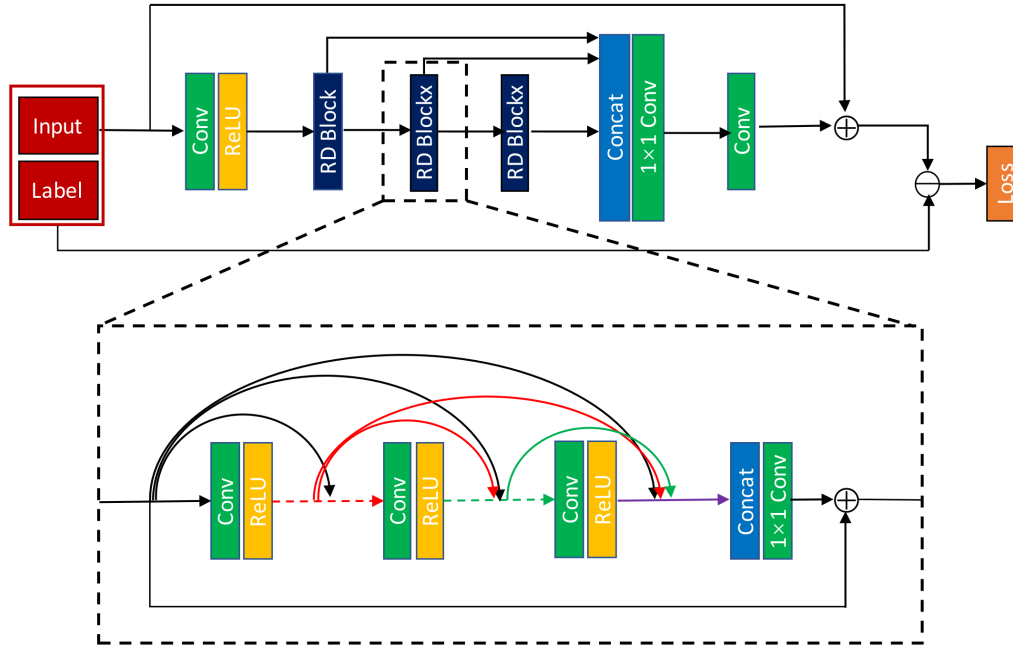 Input
Label
Conv
ReLU
RD Block
RD Blockx
RD Blockx
Concat
1×1 Conv
Conv
Loss
Conv
ReLU
Conv
ReLU
Conv
ReLU
Concat
1×1 Conv